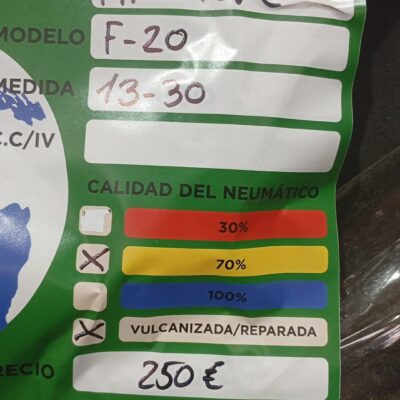 MODELO F-20
MEDIDA 13-30
C.C/IV
CALIDAD DEL NEUMÁTICO
30%
70%
100%
VULCANIZADA/REPARADA
RECIO 250 €